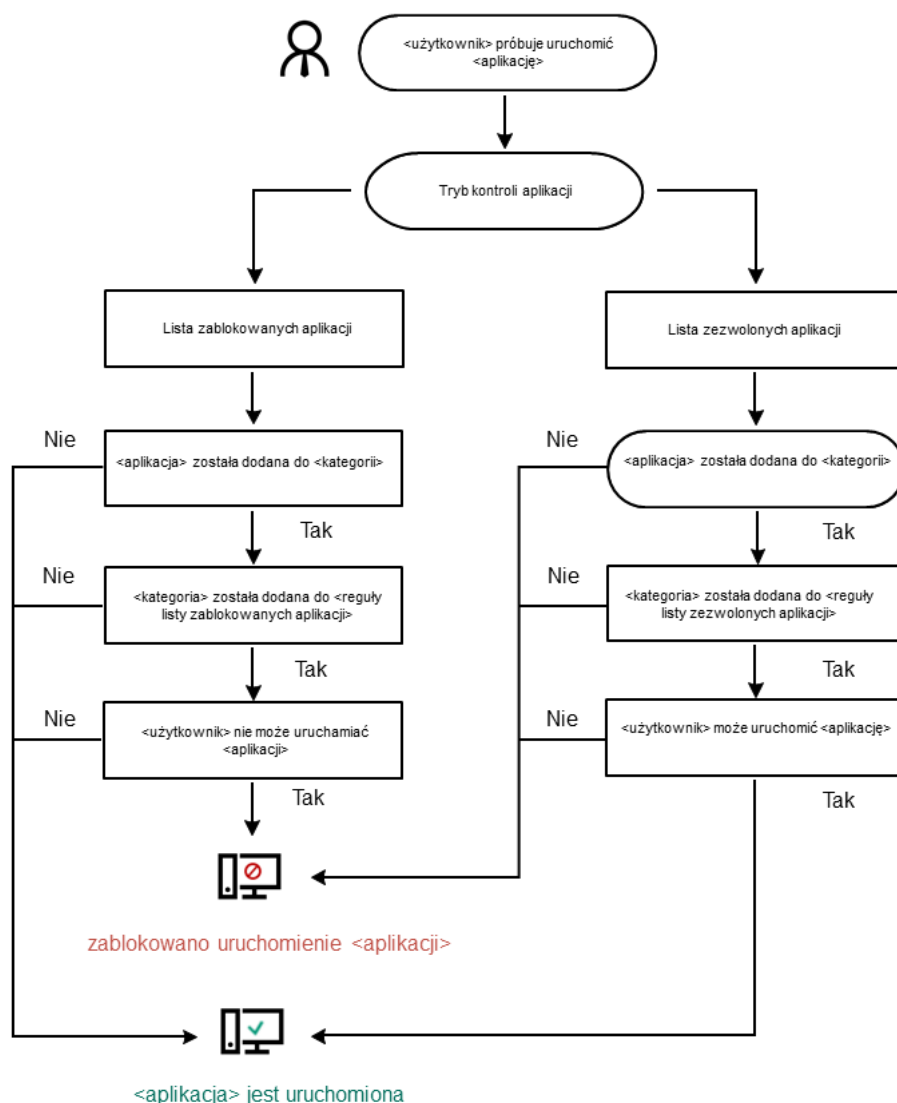 <użytkownik> próbuje uruchomić
<aplikację>
Tryb kontroli aplikacji
Lista zablokowanych aplikacji
Lista zezwolonych aplikacji
Nie
<aplikacja> została dodana do <kategorii>
Nie
<aplikacja> została dodana do <kategorii>
Tak
Tak
Nie
<kategoria> została dodana do <reguły
listy zablokowanych aplikacji>
Nie
<kategoria> została dodana do <reguły
listy zezwolonych aplikacji>
Tak
Tak
Nie
<użytkownik> nie może uruchamiać
<aplikacji>
Nie
<użytkownik> może uruchomić <aplikację>
Tak
Tak
zablokowano uruchomienie <aplikacji>
<aplikacja> jest uruchomiona